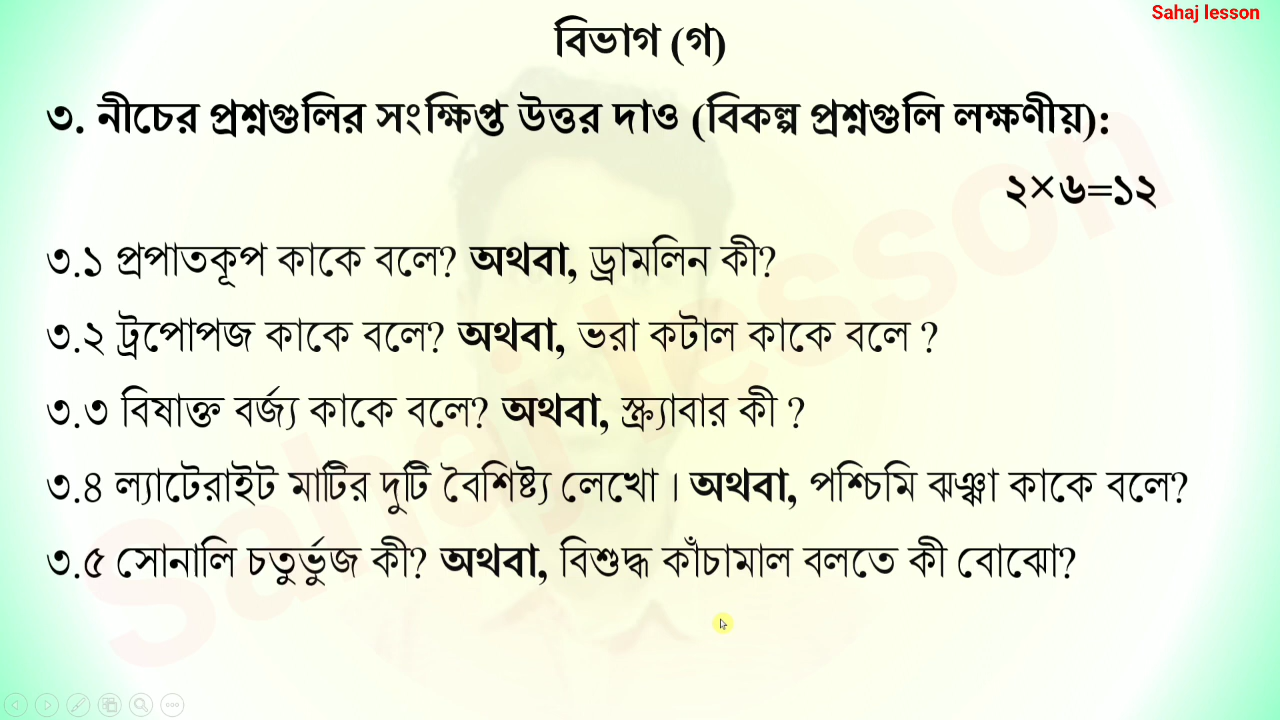 Sahaj lesson
বিভাগ (গ)
৩. নীচের প্রশ্নগুলির সংক্ষিপ্ত উত্তর দাও (বিকল্প প্রশ্নগুলি লক্ষণীয়):
২×৬=১২
৩.১ প্রপাতকূপ কাকে বলে? অথবা, ড্রামলিন কী?
৩.২ ট্রপোপজ কাকে বলে? অথবা, ভরা কটাল কাকে বলে ?
৩.৩ বিষাক্ত বর্জ্য কাকে বলে? অথবা, স্ক্র্যাবার কী ?
৩.৪ ল্যাটেরাইট মাটির দুটি বৈশিষ্ট্য লেখো । অথবা, পশ্চিমি ঝঞ্ঝা কাকে বলে?
৩.৫ সোনালি চতুর্ভুজ কী? অথবা, বিশুদ্ধ কাঁচামাল বলতে কী বোঝো?
Sahaj lesson